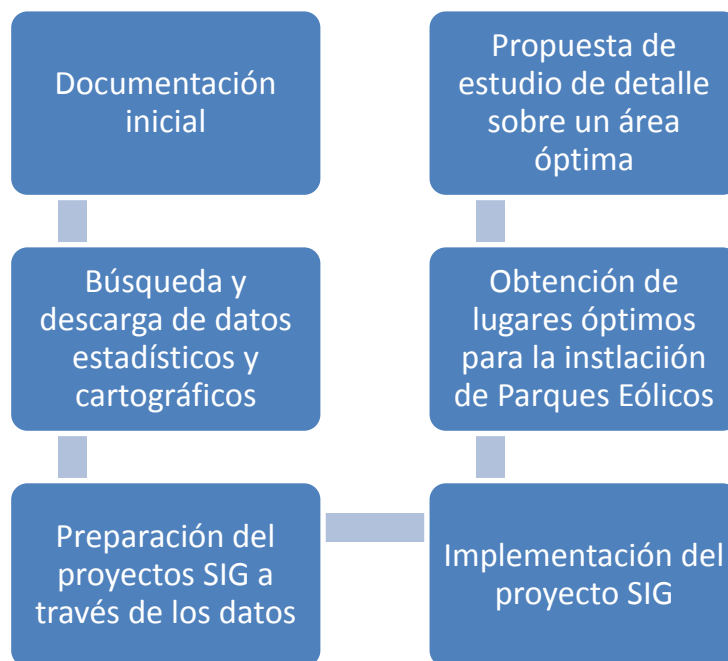 Documentación
inicial
Búsqueda y
descarga de datos
estadísticos y
cartográficos
Preparación del
proyectos SIG a
través de los datos
Implementación del
proyecto SIG
Obtención de
lugares óptimos
para la instlaciión
de Parques Eólicos
Propuesta de
estudio de detalle
sobre un área
óptima